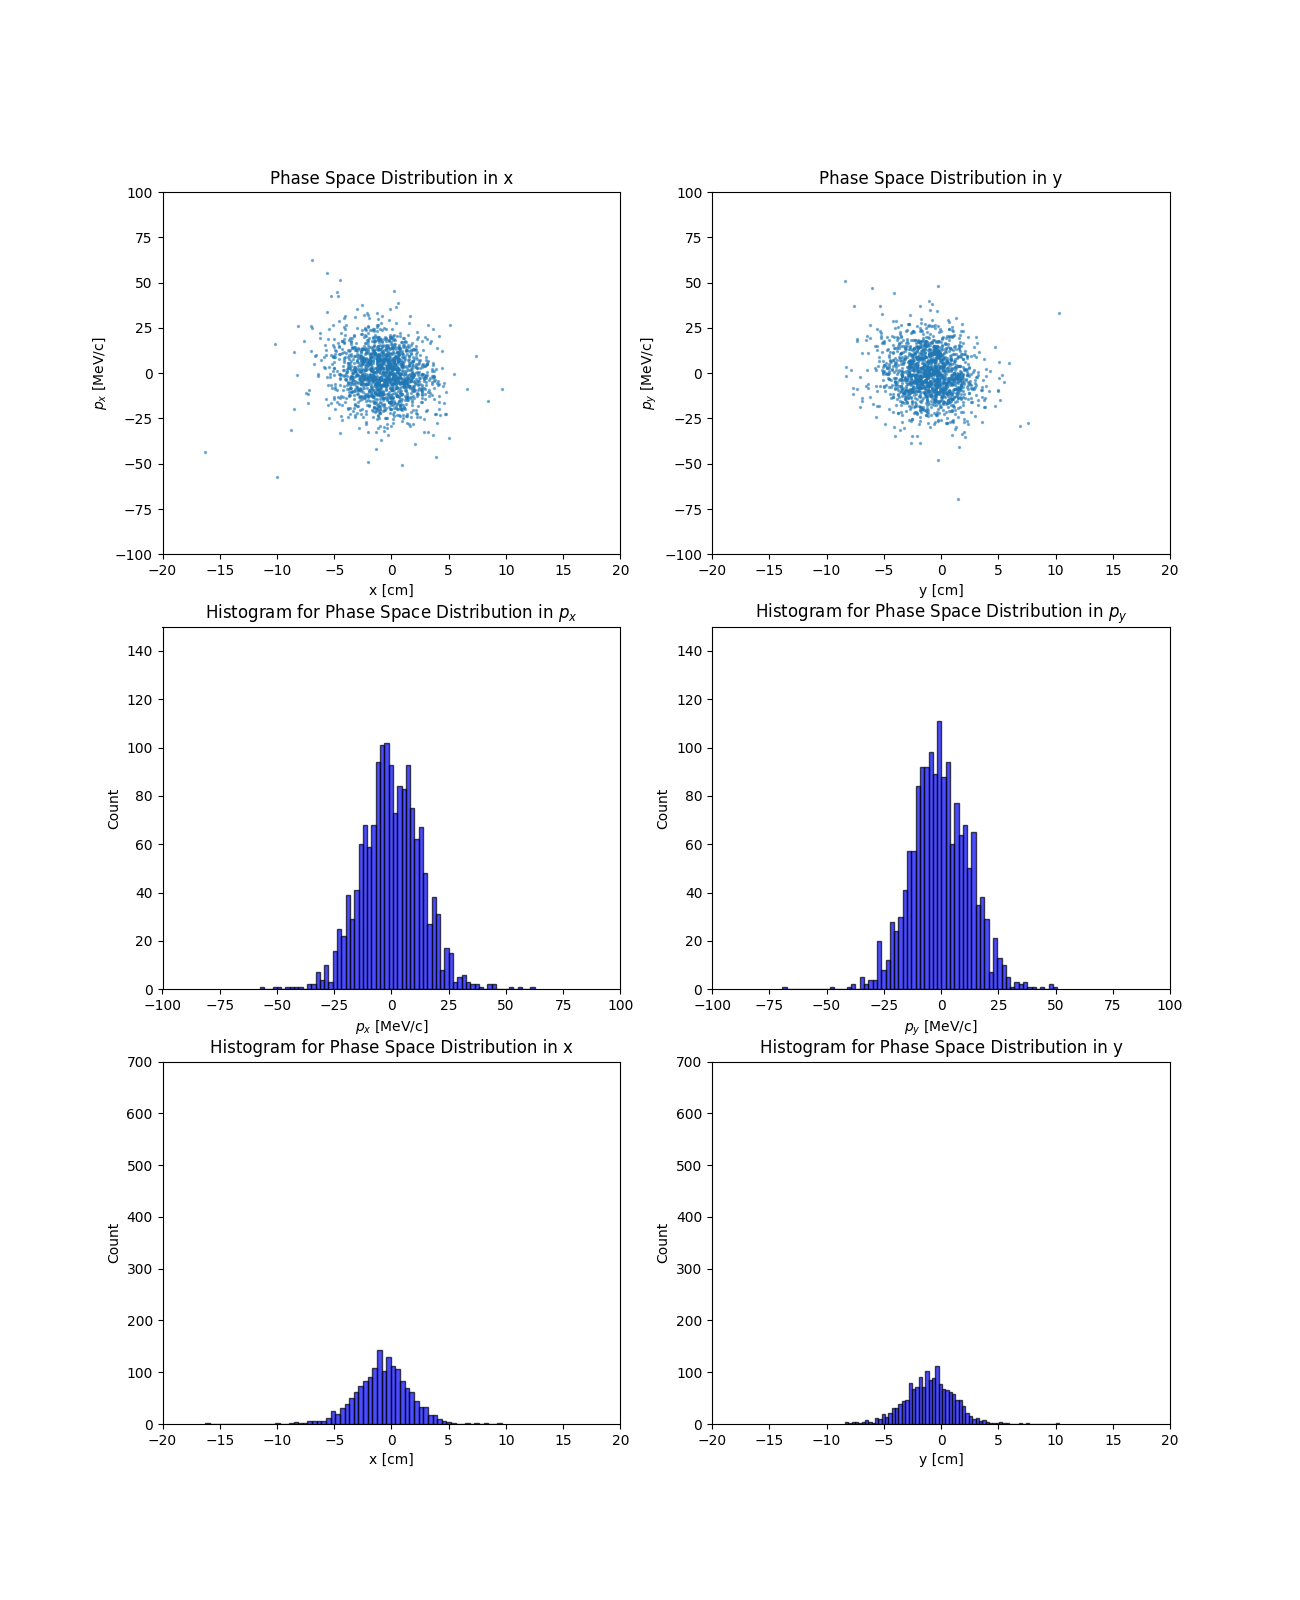 Phase Space Distribution in x
Phase Space Distribution in y
100
75
50
25
0
−25
−50
−75
−100
p_x [MeV/c]
−20 −15 −10 −5 0 5 10 15 20
x [cm]
100
75
50
25
0
−25
−50
−75
−100
p_y [MeV/c]
−20 −15 −10 −5 0 5 10 15 20
y [cm]
Histogram for Phase Space Distribution in p_x
Histogram for Phase Space Distribution in p_y
140
120
100
80
60
40
20
0
Count
−100 −75 −50 −25 0 25 50 75 100
p_x [MeV/c]
140
120
100
80
60
40
20
0
Count
−100 −75 −50 −25 0 25 50 75 100
p_y [MeV/c]
Histogram for Phase Space Distribution in x
Histogram for Phase Space Distribution in y
700
600
500
400
300
200
100
0
Count
−20 −15 −10 −5 0 5 10 15 20
x [cm]
700
600
500
400
300
200
100
0
Count
−20 −15 −10 −5 0 5 10 15 20
y [cm]